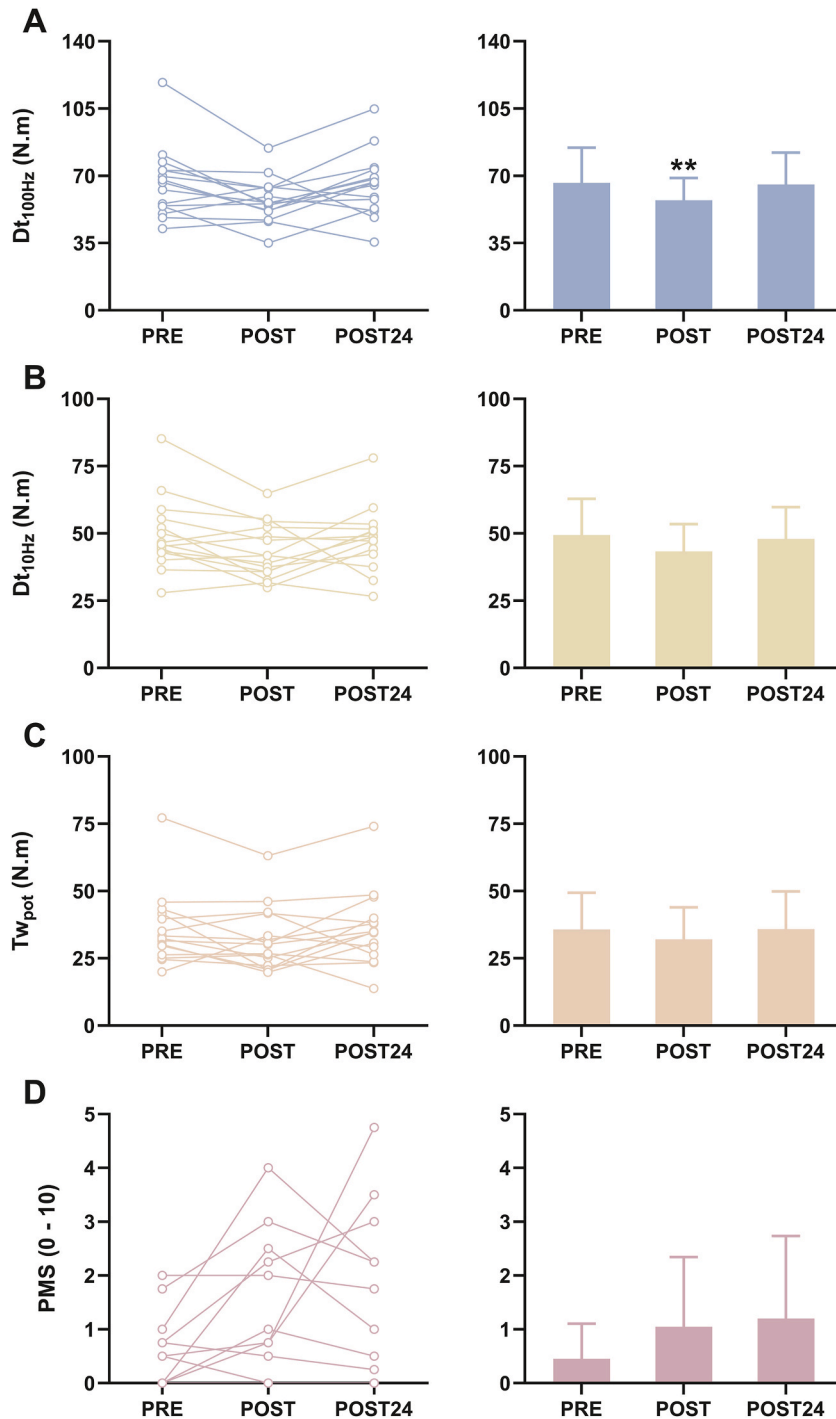 A
Dt100Hz (N.m)
140
105
70
35
0
PRE POST POST24
140
105
70
35
0
**
PRE POST POST24
B
Dt10Hz (N.m)
100
75
50
25
0
PRE POST POST24
100
75
50
25
0
PRE POST POST24
C
Twpot (N.m)
100
75
50
25
0
PRE POST POST24
100
75
50
25
0
PRE POST POST24
D
PMS (0 - 10)
5
4
3
2
1
0
PRE POST POST24
5
4
3
2
1
0
PRE POST POST24